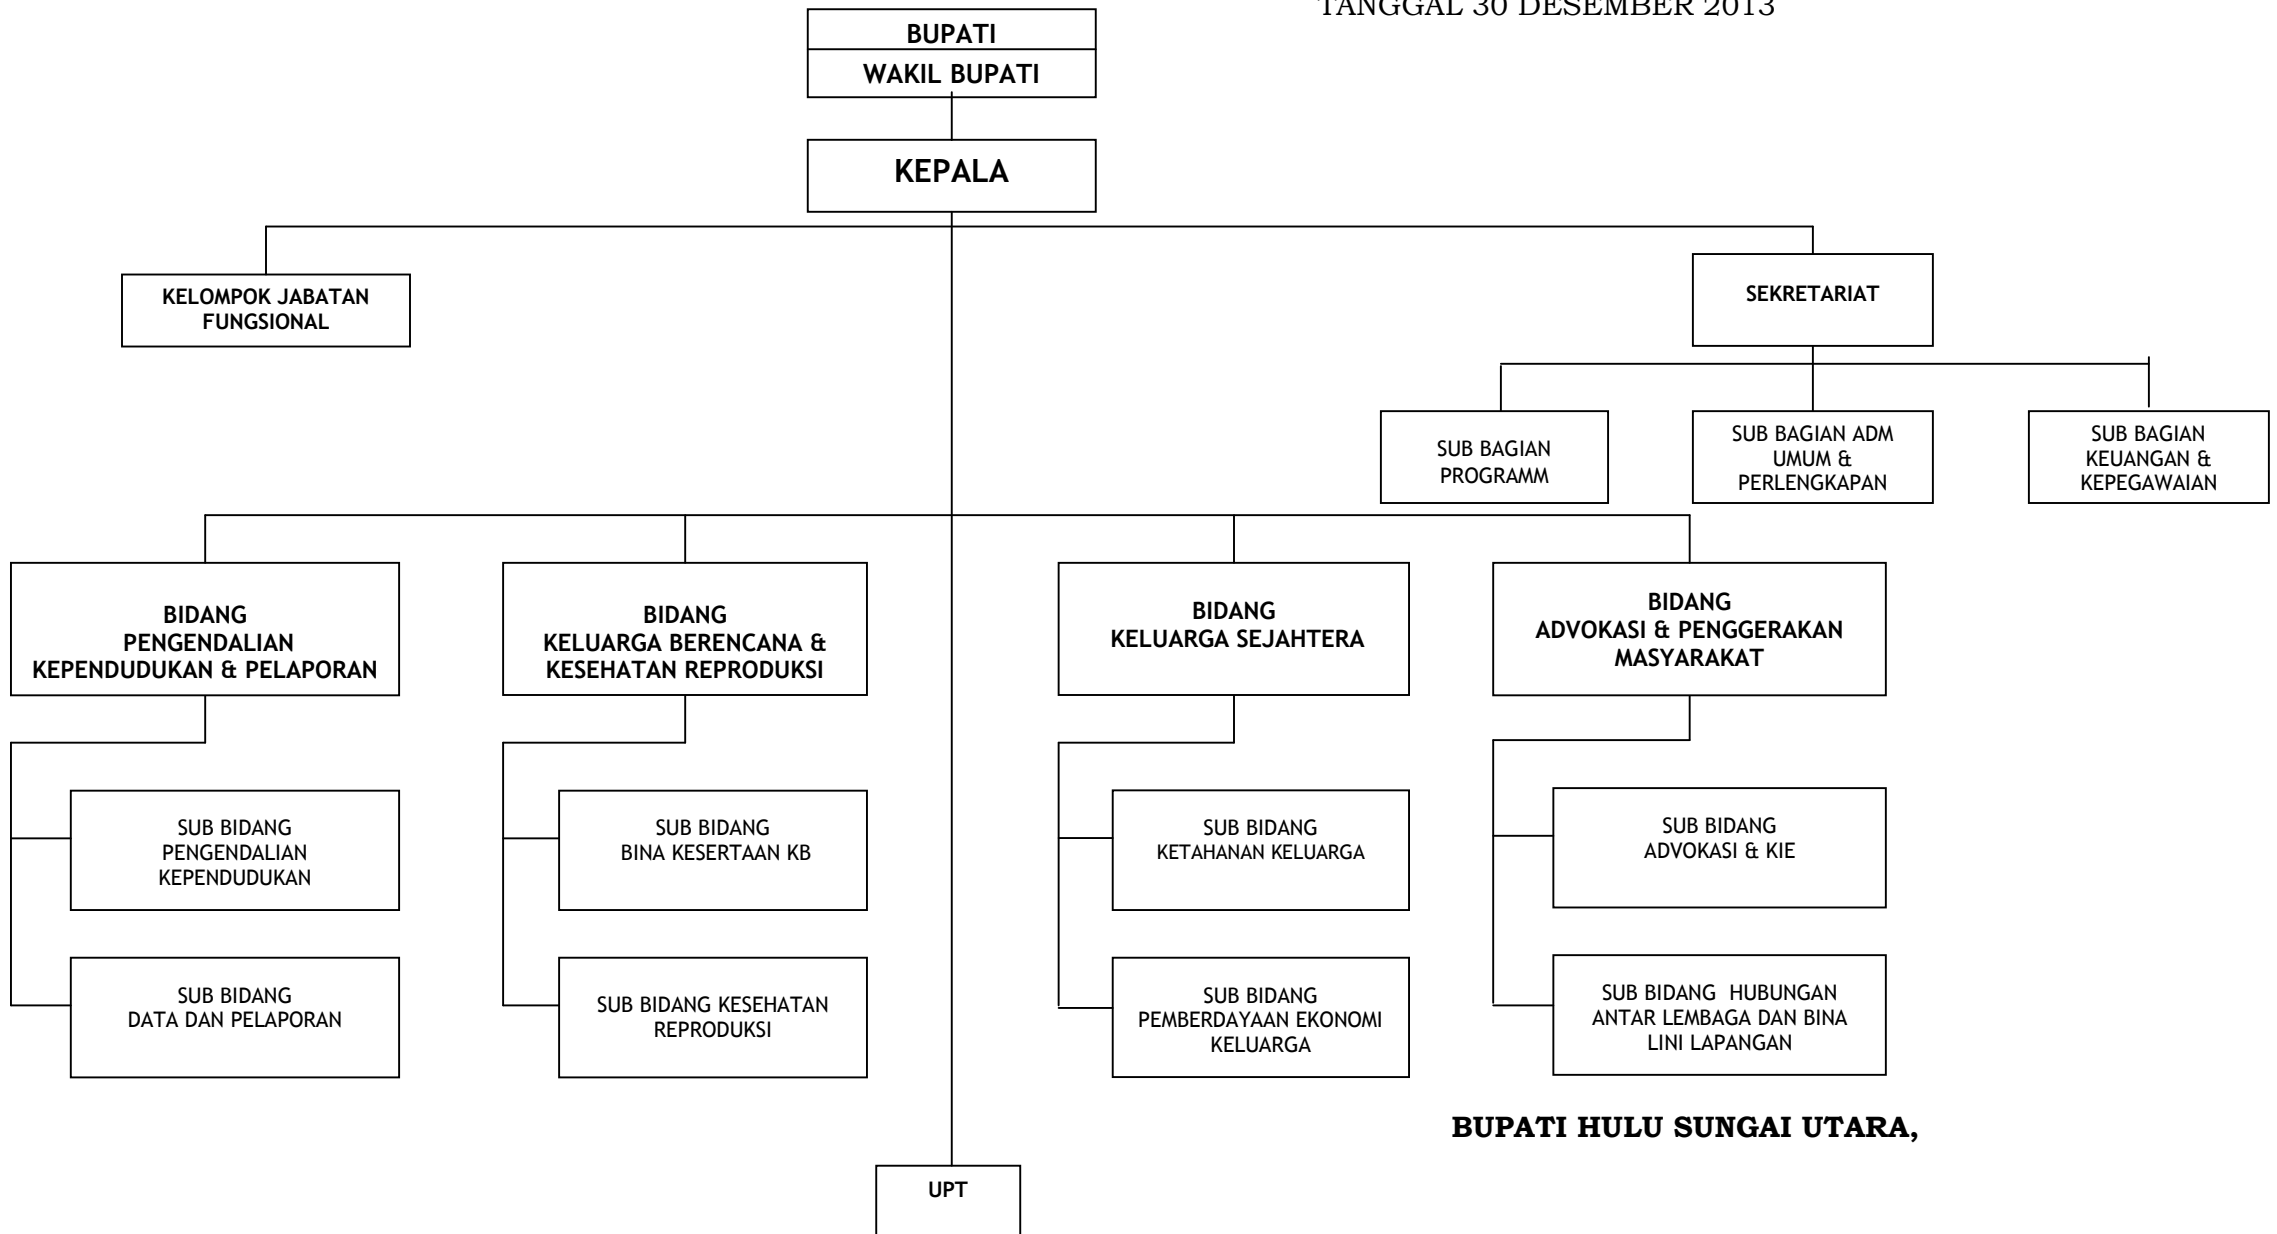 TANGGAL 30 DESEMBER 2013
BUPATI
WAKIL BUPATI
KEPALA
KELOMPOK JABATAN
FUNGSIONAL
SEKRETARIAT
SUB BAGIAN
PROGRAMM
SUB BAGIAN ADM
UMUM &
PERLENGKAPAN
SUB BAGIAN
KEUANGAN &
KEPEGAWAIAN
BIDANG
PENGENDALIAN
KEPENDUDUKAN & PELAPORAN
BIDANG
KELUARGA BERENCANA &
KESEHATAN REPRODUKSI
BIDANG
KELUARGA SEJAHTERA
BIDANG
ADVOKASI & PENGGERAKAN
MASYARAKAT
SUB BIDANG
PENGENDALIAN
KEPENDUDUKAN
SUB BIDANG
BINA KESERTAAN KB
SUB BIDANG
KETAHANAN KELUARGA
SUB BIDANG
ADVOKASI & KIE
SUB BIDANG
DATA DAN PELAPORAN
SUB BIDANG KESEHATAN
REPRODUKSI
SUB BIDANG
PEMBERDAYAAN EKONOMI
KELUARGA
SUB BIDANG  HUBUNGAN
ANTAR LEMBAGA DAN BINA
LINI LAPANGAN
BUPATI HULU SUNGAI UTARA,
UPT